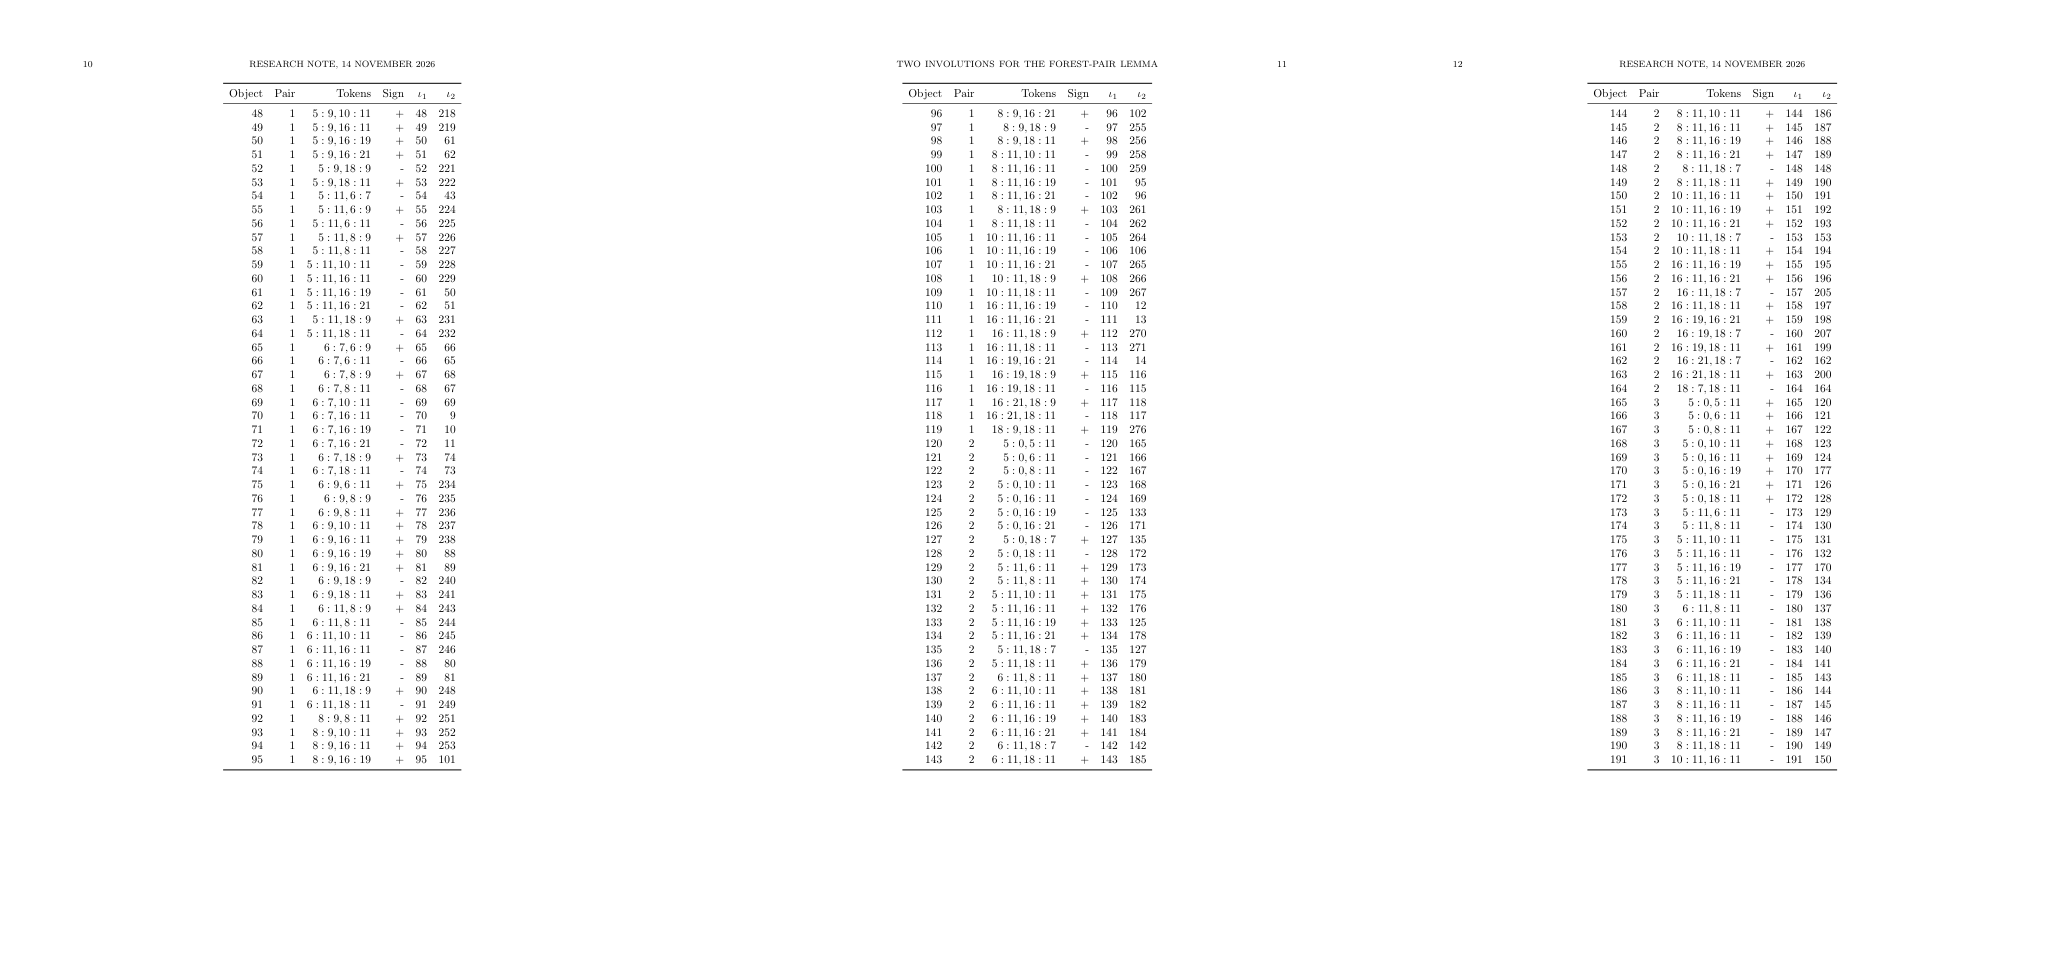 10 RESEARCH NOTE, 14 NOVEMBER 2026
Object Pair Tokens Sign ι1 ι2
48 1 5 : 9, 10 : 11 + 48 218
49 1 5 : 9, 16 : 11 + 49 219
50 1 5 : 9, 16 : 19 + 50 61
51 1 5 : 9, 16 : 21 + 51 62
52 1 5 : 9, 18 : 9 - 52 221
53 1 5 : 9, 18 : 11 + 53 222
54 1 5 : 11, 6 : 7 - 54 43
55 1 5 : 11, 6 : 9 + 55 224
56 1 5 : 11, 6 : 11 - 56 225
57 1 5 : 11, 8 : 9 + 57 226
58 1 5 : 11, 8 : 11 - 58 227
59 1 5 : 11, 10 : 11 - 59 228
60 1 5 : 11, 16 : 11 - 60 229
61 1 5 : 11, 16 : 19 - 61 50
62 1 5 : 11, 16 : 21 - 62 51
63 1 5 : 11, 18 : 9 + 63 231
64 1 5 : 11, 18 : 11 - 64 232
65 1 6 : 7, 6 : 9 + 65 66
66 1 6 : 7, 6 : 11 - 66 65
67 1 6 : 7, 8 : 9 + 67 68
68 1 6 : 7, 8 : 11 - 68 67
69 1 6 : 7, 10 : 11 - 69 69
70 1 6 : 7, 16 : 11 - 70 9
71 1 6 : 7, 16 : 19 - 71 10
72 1 6 : 7, 16 : 21 - 72 11
73 1 6 : 7, 18 : 9 + 73 74
74 1 6 : 7, 18 : 11 - 74 73
75 1 6 : 9, 6 : 11 + 75 234
76 1 6 : 9, 8 : 9 - 76 235
77 1 6 : 9, 8 : 11 + 77 236
78 1 6 : 9, 10 : 11 + 78 237
79 1 6 : 9, 16 : 11 + 79 238
80 1 6 : 9, 16 : 19 + 80 88
81 1 6 : 9, 16 : 21 + 81 89
82 1 6 : 9, 18 : 9 - 82 240
83 1 6 : 9, 18 : 11 + 83 241
84 1 6 : 11, 8 : 9 + 84 243
85 1 6 : 11, 8 : 11 - 85 244
86 1 6 : 11, 10 : 11 - 86 245
87 1 6 : 11, 16 : 11 - 87 246
88 1 6 : 11, 16 : 19 - 88 80
89 1 6 : 11, 16 : 21 - 89 81
90 1 6 : 11, 18 : 9 + 90 248
91 1 6 : 11, 18 : 11 - 91 249
92 1 8 : 9, 8 : 11 + 92 251
93 1 8 : 9, 10 : 11 + 93 252
94 1 8 : 9, 16 : 11 + 94 253
95 1 8 : 9, 16 : 19 + 95 101
TWO INVOLUTIONS FOR THE FOREST-PAIR LEMMA 11
Object Pair Tokens Sign ι1 ι2
96 1 8 : 9, 16 : 21 + 96 102
97 1 8 : 9, 18 : 9 - 97 255
98 1 8 : 9, 18 : 11 + 98 256
99 1 8 : 11, 10 : 11 - 99 258
100 1 8 : 11, 16 : 11 - 100 259
101 1 8 : 11, 16 : 19 - 101 95
102 1 8 : 11, 16 : 21 - 102 96
103 1 8 : 11, 18 : 9 + 103 261
104 1 8 : 11, 18 : 11 - 104 262
105 1 10 : 11, 16 : 11 - 105 264
106 1 10 : 11, 16 : 19 - 106 106
107 1 10 : 11, 16 : 21 - 107 265
108 1 10 : 11, 18 : 9 + 108 266
109 1 10 : 11, 18 : 11 - 109 267
110 1 16 : 11, 16 : 19 - 110 12
111 1 16 : 11, 16 : 21 - 111 13
112 1 16 : 11, 18 : 9 + 112 270
113 1 16 : 11, 18 : 11 - 113 271
114 1 16 : 19, 16 : 21 - 114 14
115 1 16 : 19, 18 : 9 + 115 116
116 1 16 : 19, 18 : 11 - 116 115
117 1 16 : 21, 18 : 9 + 117 118
118 1 16 : 21, 18 : 11 - 118 117
119 1 18 : 9, 18 : 11 + 119 276
120 2 5 : 0, 5 : 11 - 120 165
121 2 5 : 0, 6 : 11 - 121 166
122 2 5 : 0, 8 : 11 - 122 167
123 2 5 : 0, 10 : 11 - 123 168
124 2 5 : 0, 16 : 11 - 124 169
125 2 5 : 0, 16 : 19 - 125 133
126 2 5 : 0, 16 : 21 - 126 171
127 2 5 : 0, 18 : 7 + 127 135
128 2 5 : 0, 18 : 11 - 128 172
129 2 5 : 11, 6 : 11 + 129 173
130 2 5 : 11, 8 : 11 + 130 174
131 2 5 : 11, 10 : 11 + 131 175
132 2 5 : 11, 16 : 11 + 132 176
133 2 5 : 11, 16 : 19 + 133 125
134 2 5 : 11, 16 : 21 + 134 178
135 2 5 : 11, 18 : 7 - 135 127
136 2 5 : 11, 18 : 11 + 136 179
137 2 6 : 11, 8 : 11 + 137 180
138 2 6 : 11, 10 : 11 + 138 181
139 2 6 : 11, 16 : 11 + 139 182
140 2 6 : 11, 16 : 19 + 140 183
141 2 6 : 11, 16 : 21 + 141 184
142 2 6 : 11, 18 : 7 - 142 142
143 2 6 : 11, 18 : 11 + 143 185
12 RESEARCH NOTE, 14 NOVEMBER 2026
Object Pair Tokens Sign ι1 ι2
144 2 8 : 11, 10 : 11 + 144 186
145 2 8 : 11, 16 : 11 + 145 187
146 2 8 : 11, 16 : 19 + 146 188
147 2 8 : 11, 16 : 21 + 147 189
148 2 8 : 11, 18 : 7 - 148 148
149 2 8 : 11, 18 : 11 + 149 190
150 2 10 : 11, 16 : 11 + 150 191
151 2 10 : 11, 16 : 19 + 151 192
152 2 10 : 11, 16 : 21 + 152 193
153 2 10 : 11, 18 : 7 - 153 153
154 2 10 : 11, 18 : 11 + 154 194
155 2 16 : 11, 16 : 19 + 155 195
156 2 16 : 11, 16 : 21 + 156 196
157 2 16 : 11, 18 : 7 - 157 205
158 2 16 : 11, 18 : 11 + 158 197
159 2 16 : 19, 16 : 21 + 159 198
160 2 16 : 19, 18 : 7 - 160 207
161 2 16 : 19, 18 : 11 + 161 199
162 2 16 : 21, 18 : 7 - 162 162
163 2 16 : 21, 18 : 11 + 163 200
164 2 18 : 7, 18 : 11 - 164 164
165 3 5 : 0, 5 : 11 + 165 120
166 3 5 : 0, 6 : 11 + 166 121
167 3 5 : 0, 8 : 11 + 167 122
168 3 5 : 0, 10 : 11 + 168 123
169 3 5 : 0, 16 : 11 + 169 124
170 3 5 : 0, 16 : 19 + 170 177
171 3 5 : 0, 16 : 21 + 171 126
172 3 5 : 0, 18 : 11 + 172 128
173 3 5 : 11, 6 : 11 - 173 129
174 3 5 : 11, 8 : 11 - 174 130
175 3 5 : 11, 10 : 11 - 175 131
176 3 5 : 11, 16 : 11 - 176 132
177 3 5 : 11, 16 : 19 - 177 170
178 3 5 : 11, 16 : 21 - 178 134
179 3 5 : 11, 18 : 11 - 179 136
180 3 6 : 11, 8 : 11 - 180 137
181 3 6 : 11, 10 : 11 - 181 138
182 3 6 : 11, 16 : 11 - 182 139
183 3 6 : 11, 16 : 19 - 183 140
184 3 6 : 11, 16 : 21 - 184 141
185 3 6 : 11, 18 : 11 - 185 143
186 3 8 : 11, 10 : 11 - 186 144
187 3 8 : 11, 16 : 11 - 187 145
188 3 8 : 11, 16 : 19 - 188 146
189 3 8 : 11, 16 : 21 - 189 147
190 3 8 : 11, 18 : 11 - 190 149
191 3 10 : 11, 16 : 11 - 191 150